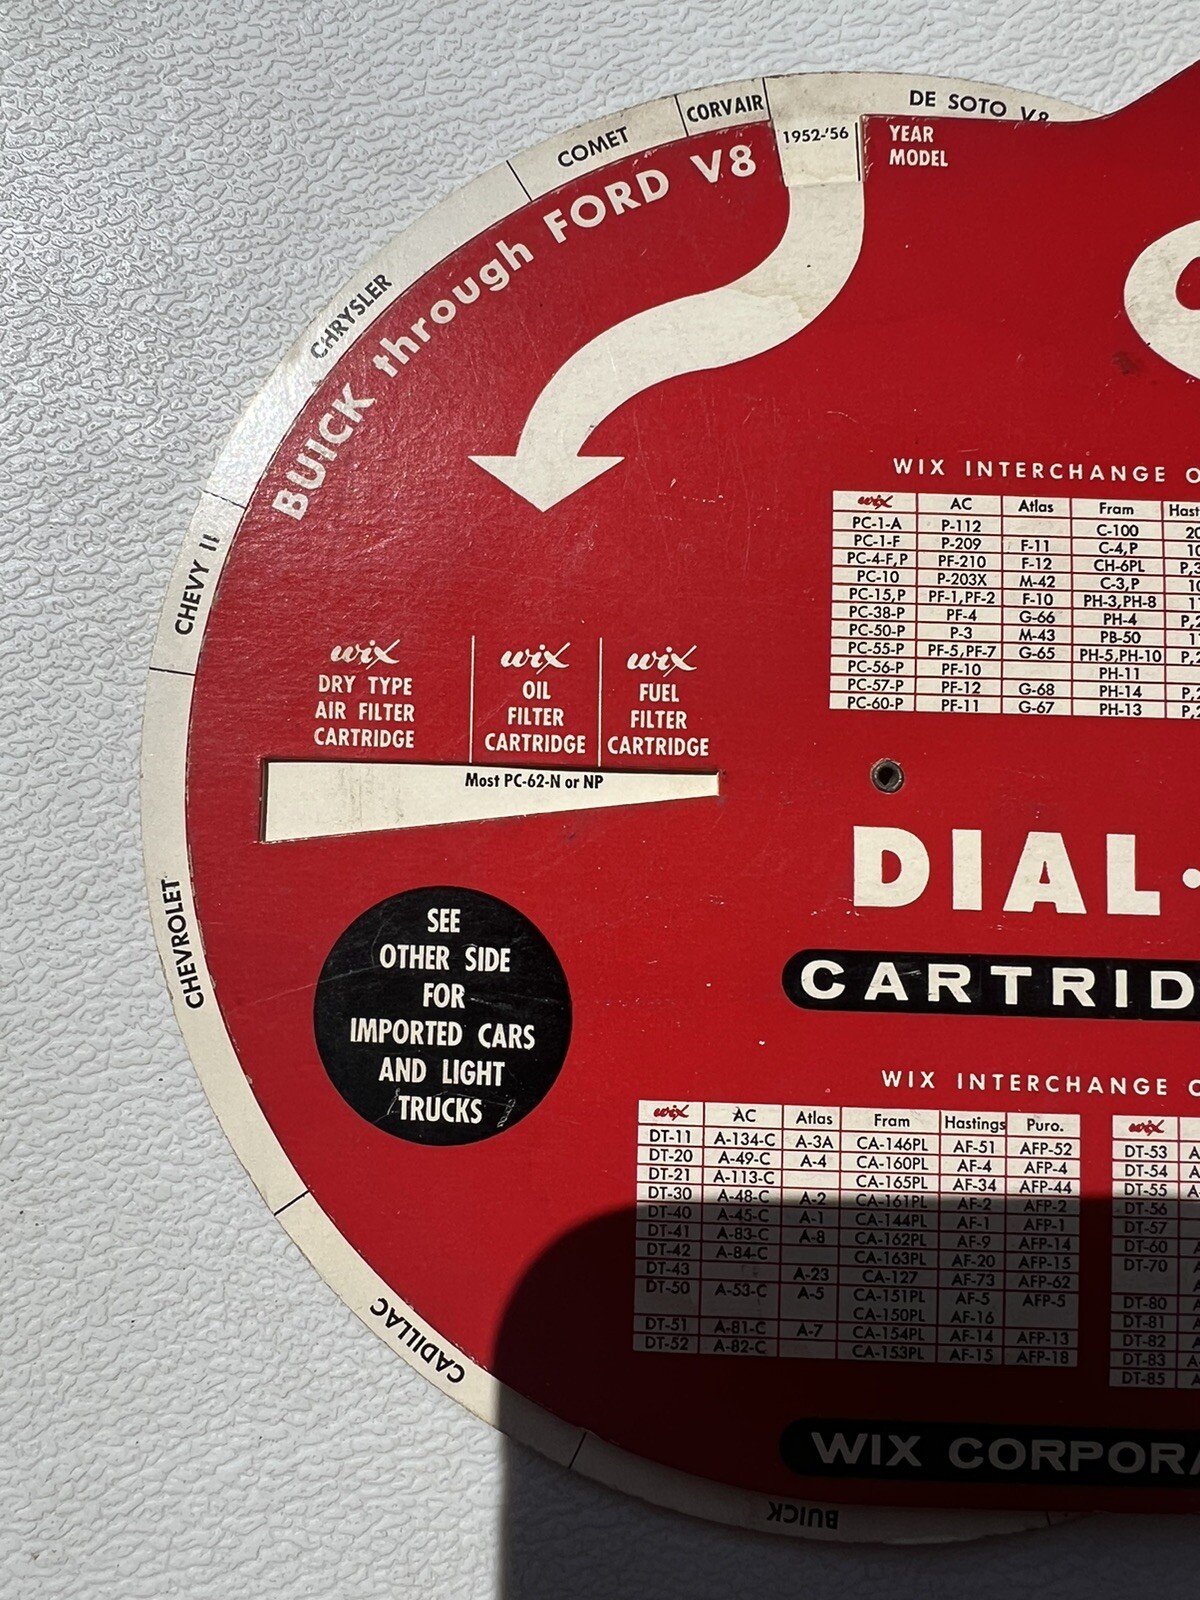 CORVAIR
DE SOTO V8
COMET
1952-'56
YEAR
MODEL
CHRYSLER
BUICK through FORD V8
CHEVY II
CHEVROLET
CADILLAC
BUICK
WIX INTERCHANGE
wix AC Atlas Fram Hast
PC-1-A P-112 C-100 20
PC-1-F P-209 F-11 C-4,P 10
PC-4-F,P PF-210 F-12 CH-6PL P,3
PC-10 P-203X M-42 C-3,P 10
PC-15,P PF-1,PF-2 F-10 PH-3,PH-8 11
PC-38-P PF-4 G-66 PH-4 P,2
PC-50-P P-3 M-43 PB-50 11
PC-55-P PF-5,PF-7 G-65 PH-5,PH-10 P,2
PC-56-P PF-10 PH-11
PC-57-P PF-12 G-68 PH-14 P,2
PC-60-P PF-11 G-67 PH-13 P,2
wix
DRY TYPE
AIR FILTER
CARTRIDGE
wix
OIL
FILTER
CARTRIDGE
wix
FUEL
FILTER
CARTRIDGE
Most PC-62-N or NP
DIAL
CARTRID
SEE
OTHER SIDE
FOR
IMPORTED CARS
AND LIGHT
TRUCKS
WIX INTERCHANGE
wix AC Atlas Fram Hastings Puro. wix
DT-11 A-134-C A-3A CA-146PL AF-51 AFP-52 DT-53
DT-20 A-49-C A-4 CA-160PL AF-4 AFP-4 DT-54
DT-21 A-113-C CA-165PL AF-34 AFP-44 DT-55
DT-30 A-48-C A-2 CA-161PL AF-2 AFP-2 DT-56
DT-40 A-45-C A-1 CA-144PL AF-1 AFP-1 DT-57
DT-41 A-83-C A-8 CA-162PL AF-9 AFP-14 DT-60
DT-42 A-84-C CA-163PL AF-20 AFP-15 DT-70
DT-43 A-23 CA-127 AF-73 AFP-62
DT-50 A-53-C A-5 CA-151PL AF-5 AFP-5 DT-80
CA-150PL AF-16 DT-81
DT-51 A-81-C A-7 CA-154PL AF-14 AFP-13 DT-82
DT-52 A-82-C CA-153PL AF-15 AFP-18 DT-83
DT-85
WIX CORPORA